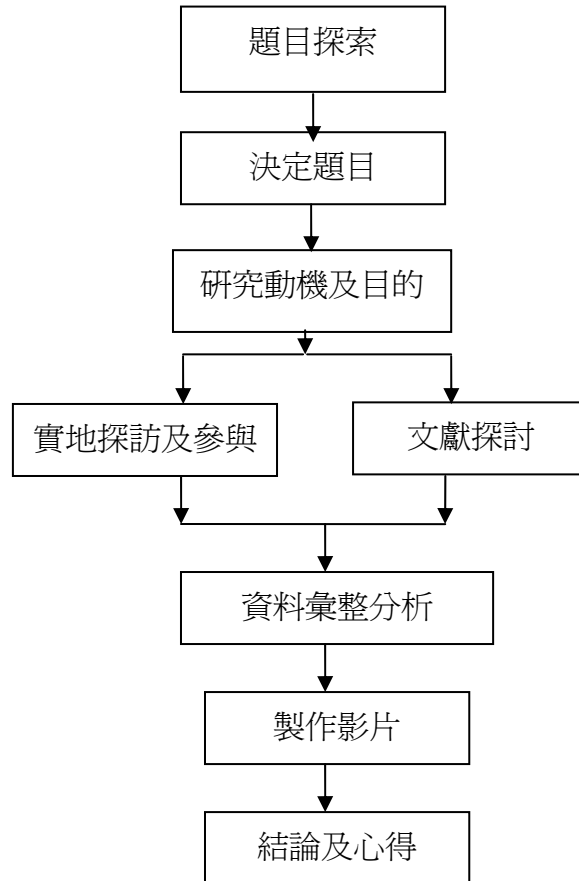 題目探索
決定題目
研究動機及目的
實地探訪及參與
文獻探討
資料彙整分析
製作影片
結論及心得